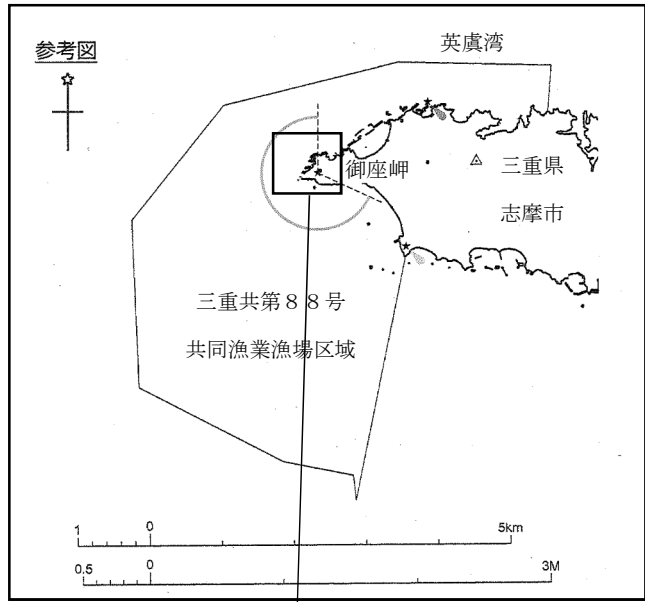 英虞湾
参考図
御座岬
三重県
志摩市
三重共第８８号
共同漁業漁場区域
1 0 5km
0.5 0 3M